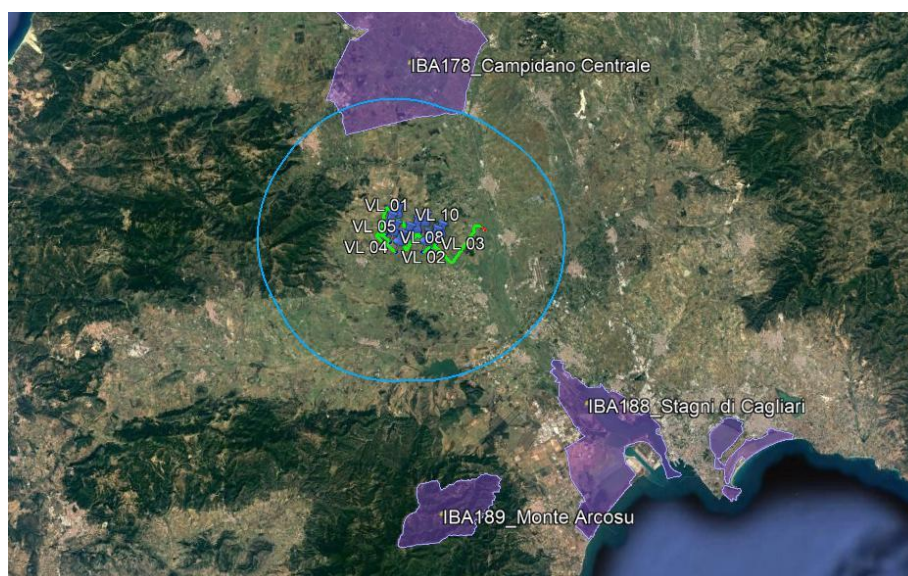 IBA178_Campidano Centrale
VL 01
VL 10
VL 05
VL 08
VL 04
VL 03
VL 02
IBA188_Stagni di Cagliari
IBA189_Monte Arcosu